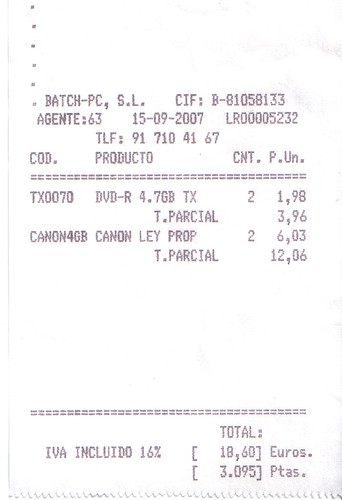 BATCH-PC, S.L. CIF: B-81058133
AGENTE:63 15-09-2007 LR00005232
TLF: 91 710 41 67
COD. PRODUCTO CNT. P.Un.
=====================================
TX0070 DVD-R 4.7GB TX 2 1,98
T.PARCIAL 3,96
CANON4GB CANON LEY PROP 2 6,03
T.PARCIAL 12,06
=====================================
TOTAL:
IVA INCLUIDO 16% [ 18,60] Euros.
[ 3.095] Ptas.